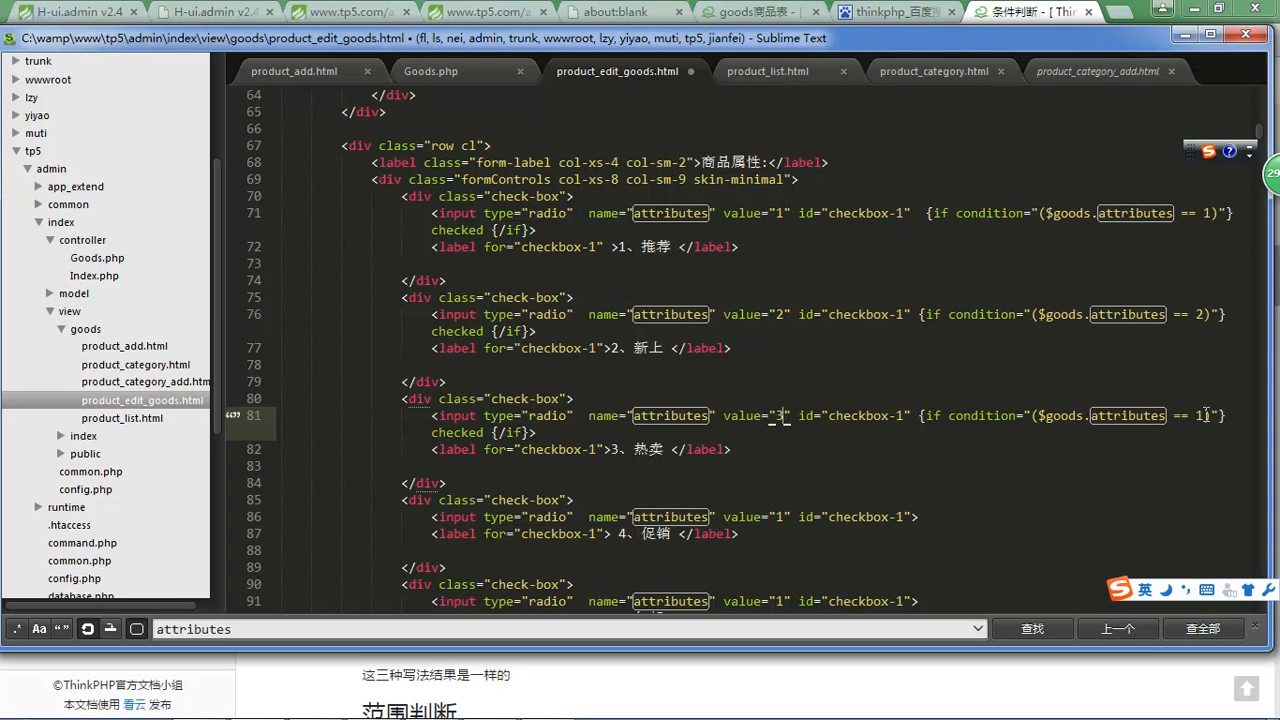 H-ui.admin v2.4
H-ui.admin v2.4
www.tp5.com/a
www.tp5.com/a
about:blank
goods商品表 -
thinkphp_百度
条件判断 - [ Thin
C:\wamp\www\tp5\admin\index\view\goods\product_edit_goods.html • (fl, ls, nei, admin, trunk, wwwroot, lzy, yiyao, muti, tp5, jianfei) - Sublime Text
product_add.html
Goods.php
product_edit_goods.html
product_list.html
product_category.html
product_category_add.html
trunk
wwwroot
lzy
yiyao
muti
tp5
admin
app_extend
common
index
controller
Goods.php
Index.php
model
view
goods
product_add.html
product_category.html
product_category_add.htm
product_edit_goods.html
product_list.html
index
public
common.php
config.php
runtime
.htaccess
command.php
common.php
config.php
database.php
64 </div>
65 </div>
66
67 <div class="row cl">
68 <label class="form-label col-xs-4 col-sm-2">商品属性:</label>
69 <div class="formControls col-xs-8 col-sm-9 skin-minimal">
70 <div class="check-box">
71 <input type="radio" name="attributes" value="1" id="checkbox-1" {if condition="($goods.attributes == 1)"}
checked {/if}>
72 <label for="checkbox-1" >1、推荐 </label>
73
74 </div>
75 <div class="check-box">
76 <input type="radio" name="attributes" value="2" id="checkbox-1" {if condition="($goods.attributes == 2)"}
checked {/if}>
77 <label for="checkbox-1">2、新上 </label>
78
79 </div>
80 <div class="check-box">
81 <input type="radio" name="attributes" value="3" id="checkbox-1" {if condition="($goods.attributes == 1)"}
checked {/if}>
82 <label for="checkbox-1">3、热卖 </label>
83
84 </div>
85 <div class="check-box">
86 <input type="radio" name="attributes" value="1" id="checkbox-1">
87 <label for="checkbox-1"> 4、促销 </label>
88
89 </div>
90 <div class="check-box">
91 <input type="radio" name="attributes" value="1" id="checkbox-1">
29
英
.* Aa “” attributes 查找 上一个 查全部
©ThinkPHP官方文档小组
本文档使用 看云 发布
这三种写法结果是一样的
范围判断